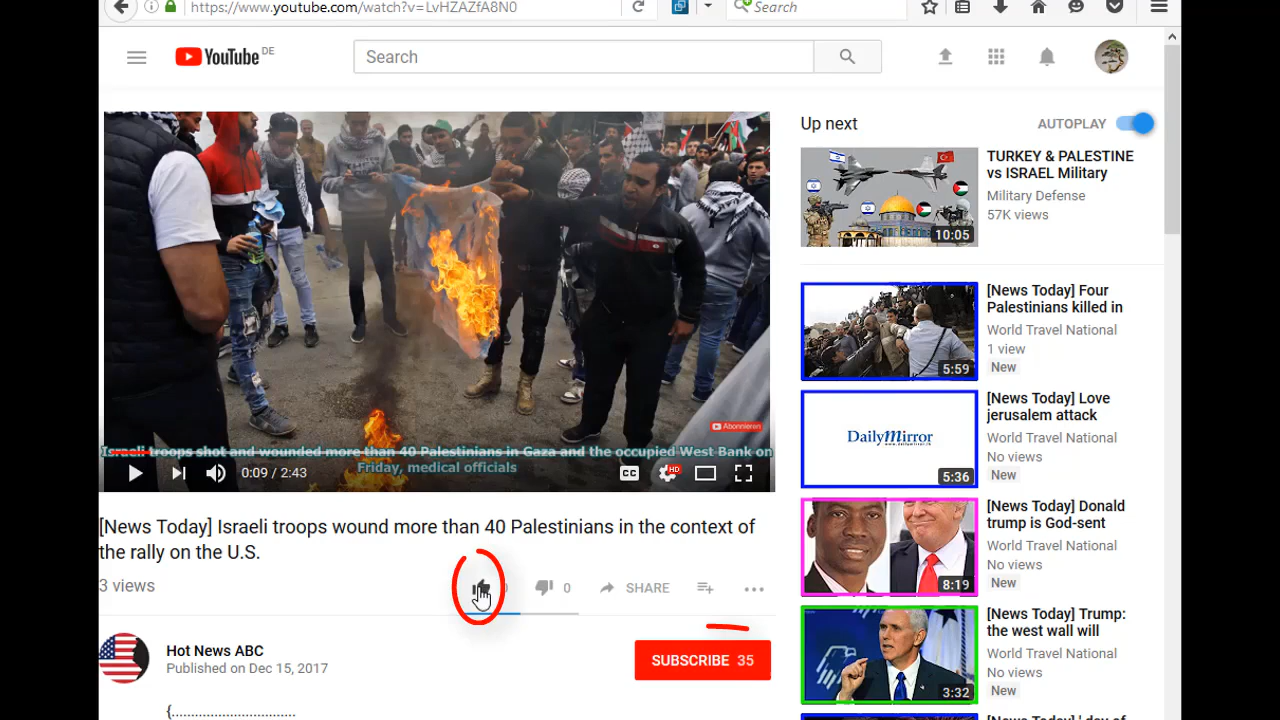 https://www.youtube.com/watch?v=LvHZAZfA8N0
Search
YouTube DE
Search
Abonnieren
Israeli troops shot and wounded more than 40 Palestinians in Gaza and the occupied West Bank on
Friday, medical officials
0:09 / 2:43
CC
HD
[News Today] Israeli troops wound more than 40 Palestinians in the context of
the rally on the U.S.
3 views
0
0
SHARE
Hot News ABC
Published on Dec 15, 2017
SUBSCRIBE 35
{................................
Up next
AUTOPLAY
TURKEY & PALESTINE
vs ISRAEL Military
Military Defense
57K views
10:05
[News Today] Four
Palestinians killed in
World Travel National
1 view
New
5:59
[News Today] Love
jerusalem attack
World Travel National
No views
New
DailyMirror
5:36
[News Today] Donald
trump is God-sent
World Travel National
No views
New
8:19
[News Today] Trump:
the west wall will
World Travel National
No views
New
3:32